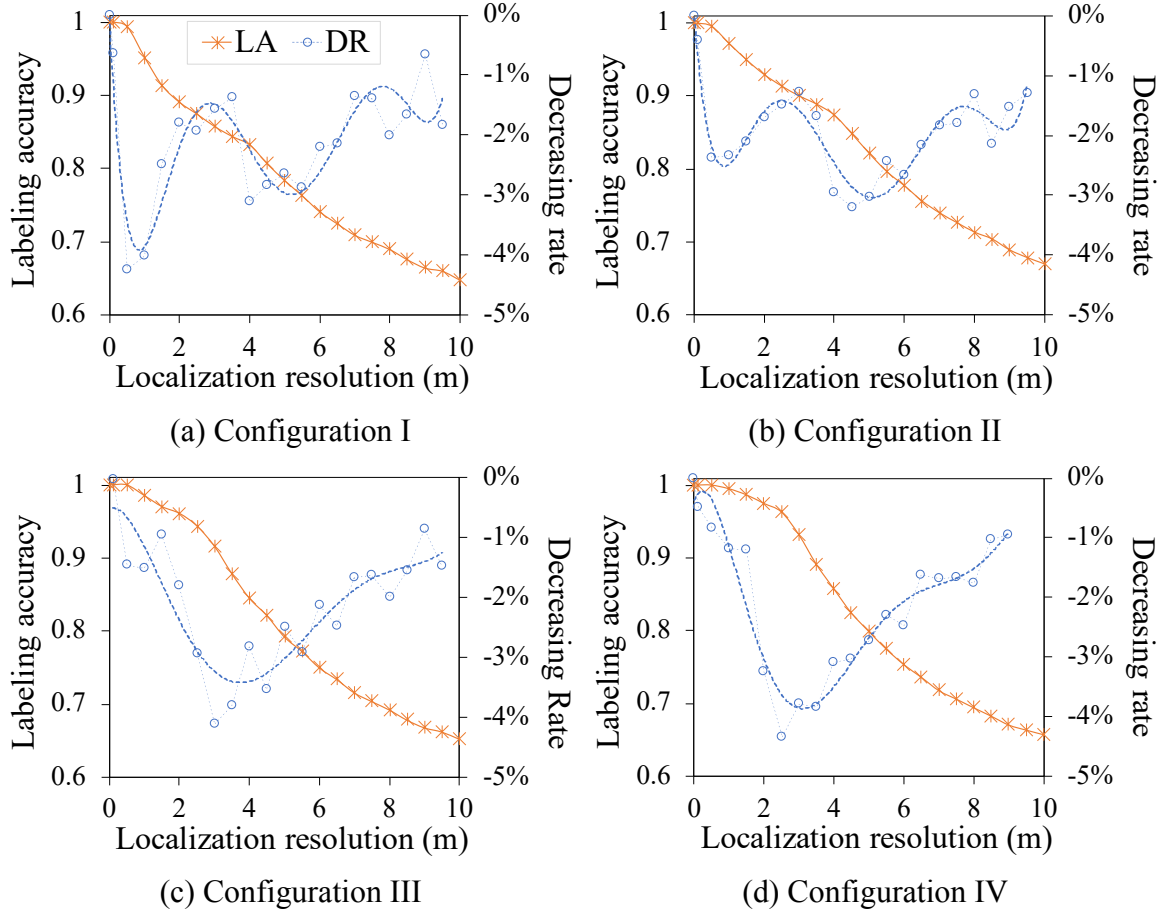 LA DR
1
0.9
0.8
0.7
0.6
Labeling accuracy
0%
-1%
-2%
-3%
-4%
-5%
Decreasing rate
0 2 4 6 8 10
Localization resolution (m)
(a) Configuration I
1
0.9
0.8
0.7
0.6
Labeling accuracy
0%
-1%
-2%
-3%
-4%
-5%
Decreasing rate
0 2 4 6 8 10
Localization resolution (m)
(b) Configuration II
1
0.9
0.8
0.7
0.6
Labeling accuracy
0%
-1%
-2%
-3%
-4%
-5%
Decreasing Rate
0 2 4 6 8 10
Localization resolution (m)
(c) Configuration III
1
0.9
0.8
0.7
0.6
Labeling accuracy
0%
-1%
-2%
-3%
-4%
-5%
Decreasing rate
0 2 4 6 8 10
Localization resolution (m)
(d) Configuration IV